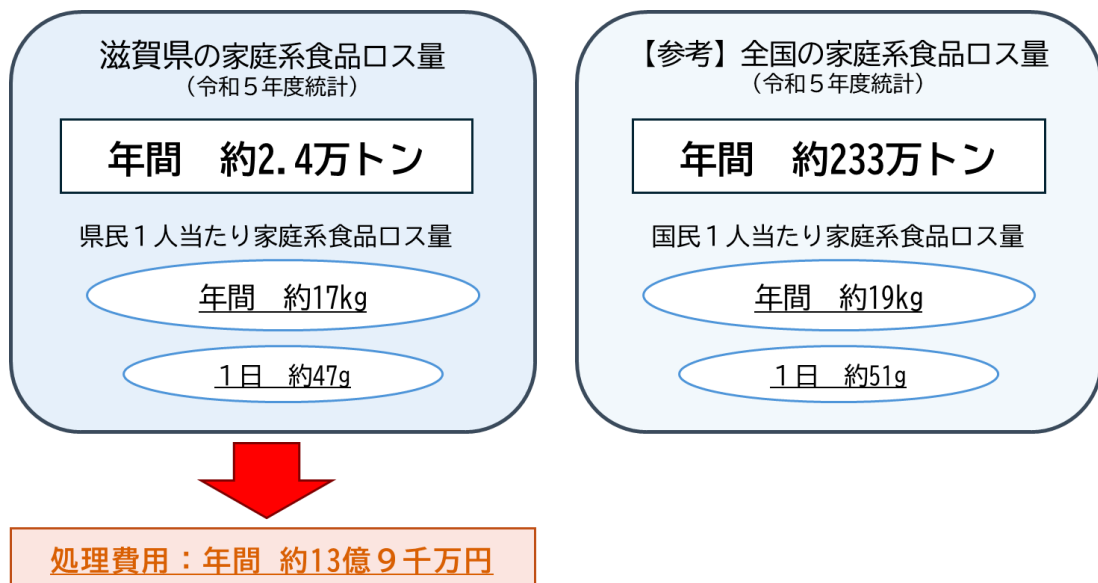 滋賀県の家庭系食品ロス量
（令和５年度統計）
年間　約2.4万トン
県民１人当たり家庭系食品ロス量
年間　約17kg
１日　約47g
処理費用：年間 約13億９千万円
【参考】全国の家庭系食品ロス量
（令和５年度統計）
年間　約233万トン
国民１人当たり家庭系食品ロス量
年間　約19kg
１日　約51g